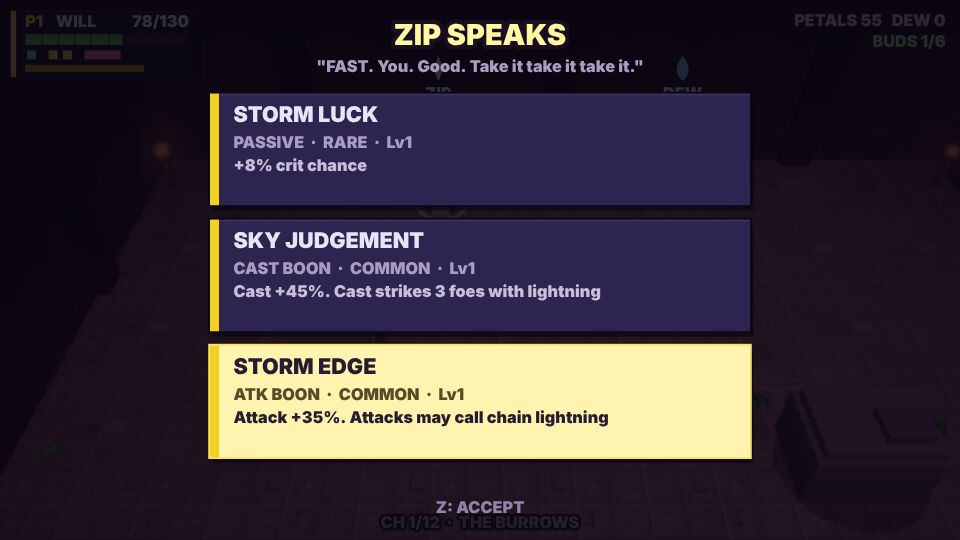 P1 WILL 78/130
PETALS 55 DEW 0
BUDS 1/6
ZIP SPEAKS
"FAST. You. Good. Take it take it take it."
ZIP
DEW
STORM LUCK
PASSIVE · RARE · Lv1
+8% crit chance
SKY JUDGEMENT
CAST BOON · COMMON · Lv1
Cast +45%. Cast strikes 3 foes with lightning
STORM EDGE
ATK BOON · COMMON · Lv1
Attack +35%. Attacks may call chain lightning
Z: ACCEPT
CH 1/12 · THE BURROWS